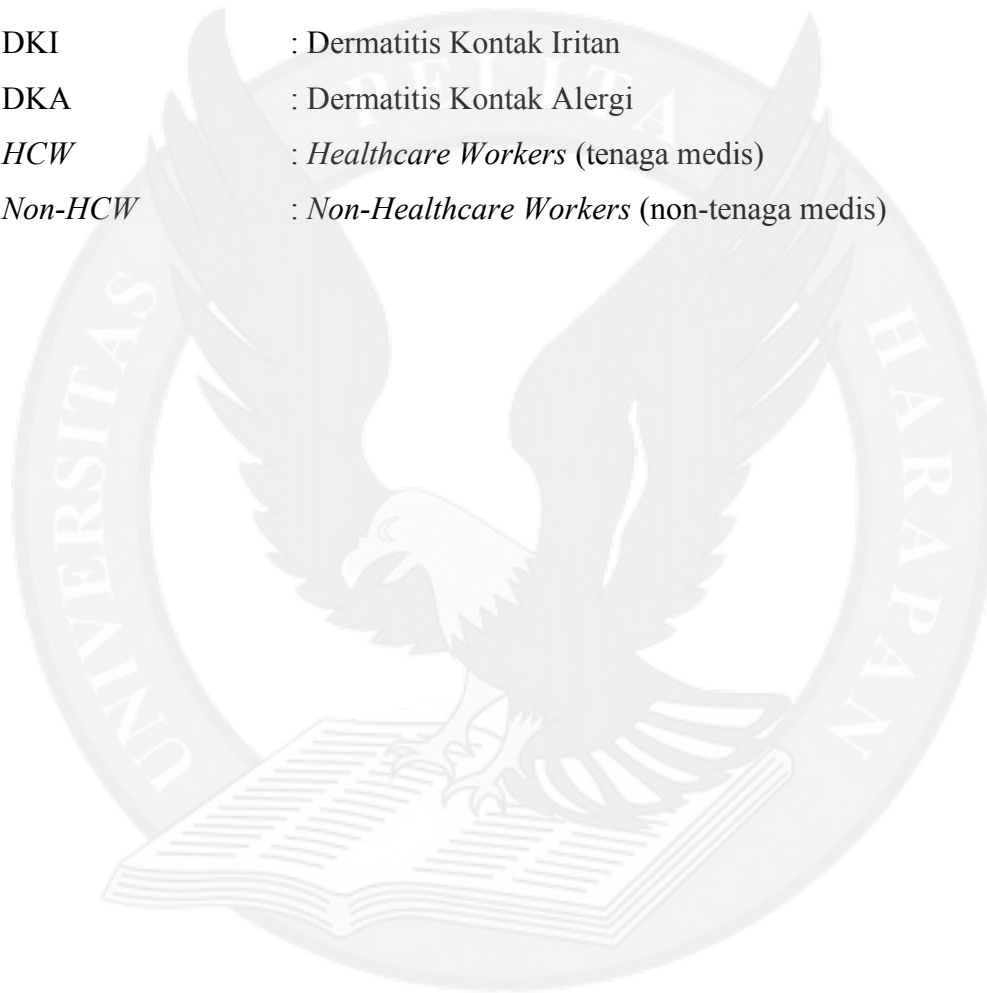 DKI : Dermatitis Kontak Iritan
DKA : Dermatitis Kontak Alergi
HCW : Healthcare Workers (tenaga medis)
Non-HCW : Non-Healthcare Workers (non-tenaga medis)
UNIVERSITAS PELITA HARAPAN